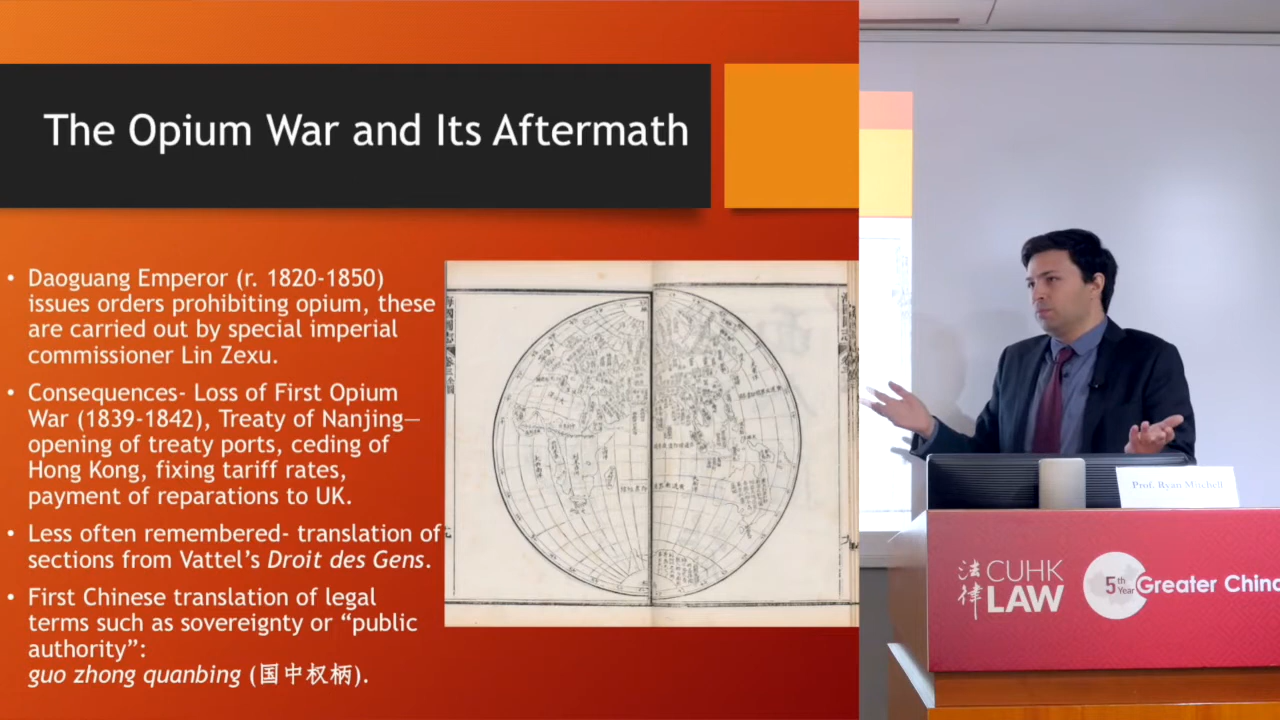 The Opium War and Its Aftermath
• Daoguang Emperor (r. 1820-1850)
issues orders prohibiting opium, these
are carried out by special imperial
commissioner Lin Zexu.
• Consequences- Loss of First Opium
War (1839-1842), Treaty of Nanjing—
opening of treaty ports, ceding of
Hong Kong, fixing tariff rates,
payment of reparations to UK.
• Less often remembered- translation of
sections from Vattel’s Droit des Gens.
• First Chinese translation of legal
terms such as sovereignty or “public
authority”:
guo zhong quanbing (国中权柄).
Prof. Ryan Mitchell
法律
CUHK
LAW
5th
Year
Greater China